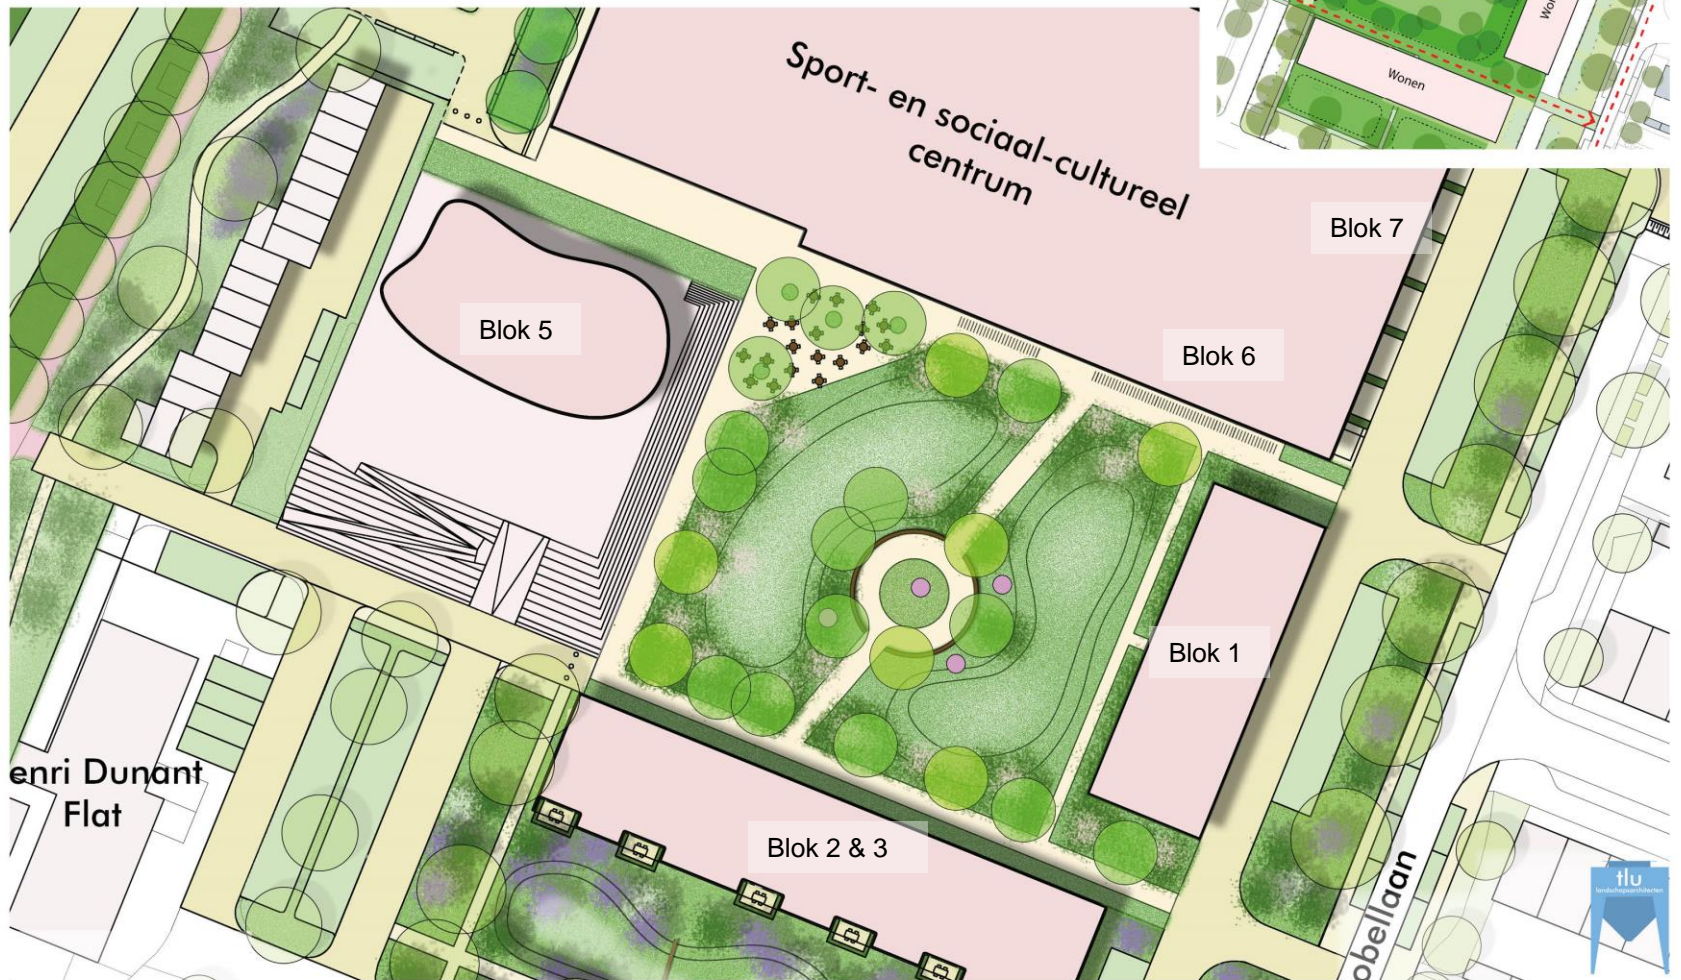 Wonen
Sport- en sociaal-cultureel
centrum
Blok 7
Blok 5
Blok 6
Blok 1
enri Dunant
Flat
Blok 2 & 3
obellaan
tlu
landschapsarchitecten